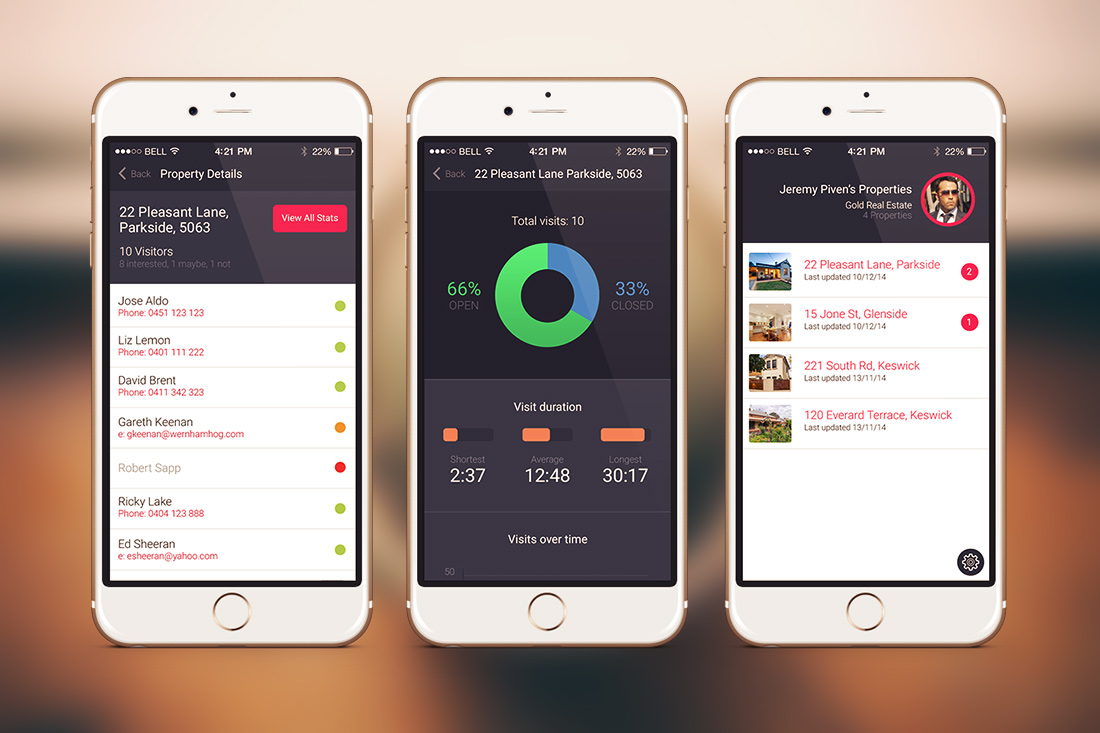 BELL 4:21 PM 22%
Back Property Details
22 Pleasant Lane,
Parkside, 5063
View All Stats
10 Visitors
8 interested, 1 maybe, 1 not
Jose Aldo
Phone: 0451 123 123
Liz Lemon
Phone: 0401 111 222
David Brent
Phone: 0411 342 323
Gareth Keenan
e: gkeenan@wernhamhog.com
Robert Sapp
Ricky Lake
Phone: 0404 123 888
Ed Sheeran
e: esheeran@yahoo.com
BELL 4:21 PM 22%
Back 22 Pleasant Lane Parkside, 5063
Total visits: 10
66% OPEN
33% CLOSED
Visit duration
Shortest Average Longest
2:37 12:48 30:17
Visits over time
50
BELL 4:21 PM 22%
Jeremy Piven's Properties
Gold Real Estate
4 Properties
22 Pleasant Lane, Parkside
Last updated 10/12/14
2
15 Jone St, Glenside
Last updated 10/12/14
1
221 South Rd, Keswick
Last updated 13/11/14
120 Everard Terrace, Keswick
Last updated 13/11/14